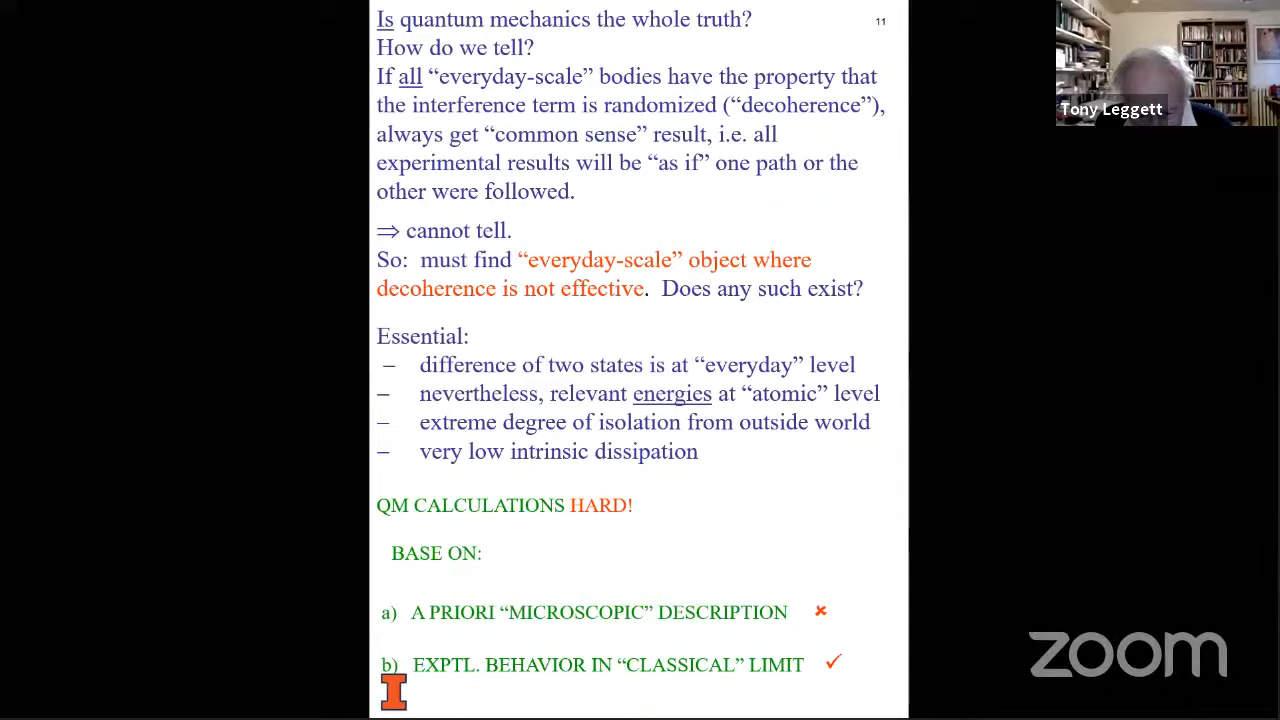 Is quantum mechanics the whole truth?
11
How do we tell?
If all “everyday-scale” bodies have the property that
the interference term is randomized (“decoherence”),
always get “common sense” result, i.e. all
experimental results will be “as if” one path or the
other were followed.
⇒ cannot tell.
So: must find “everyday-scale” object where
decoherence is not effective. Does any such exist?
Essential:
– difference of two states is at “everyday” level
– nevertheless, relevant energies at “atomic” level
– extreme degree of isolation from outside world
– very low intrinsic dissipation
QM CALCULATIONS HARD!
BASE ON:
a) A PRIORI “MICROSCOPIC” DESCRIPTION ✘
b) EXPTL. BEHAVIOR IN “CLASSICAL” LIMIT ✓
I
Tony Leggett
zoom